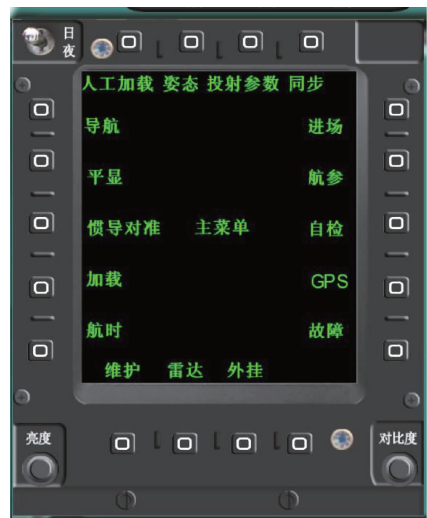 日
夜
人工加载 姿态 投射参数 同步
导航 进场
平显 航参
惯导对准 主菜单 自检
加载 GPS
航时 故障
维护 雷达 外挂
亮度 对比度